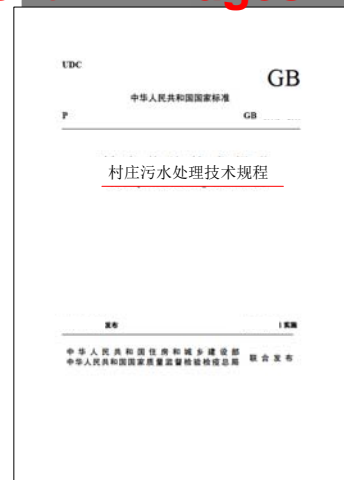 UDC
GB
中华人民共和国国家标准
P
GB
村庄污水处理技术规程
发布
实施
中华人民共和国住房和城乡建设部
中华人民共和国国家质量监督检验检疫总局
联合发布